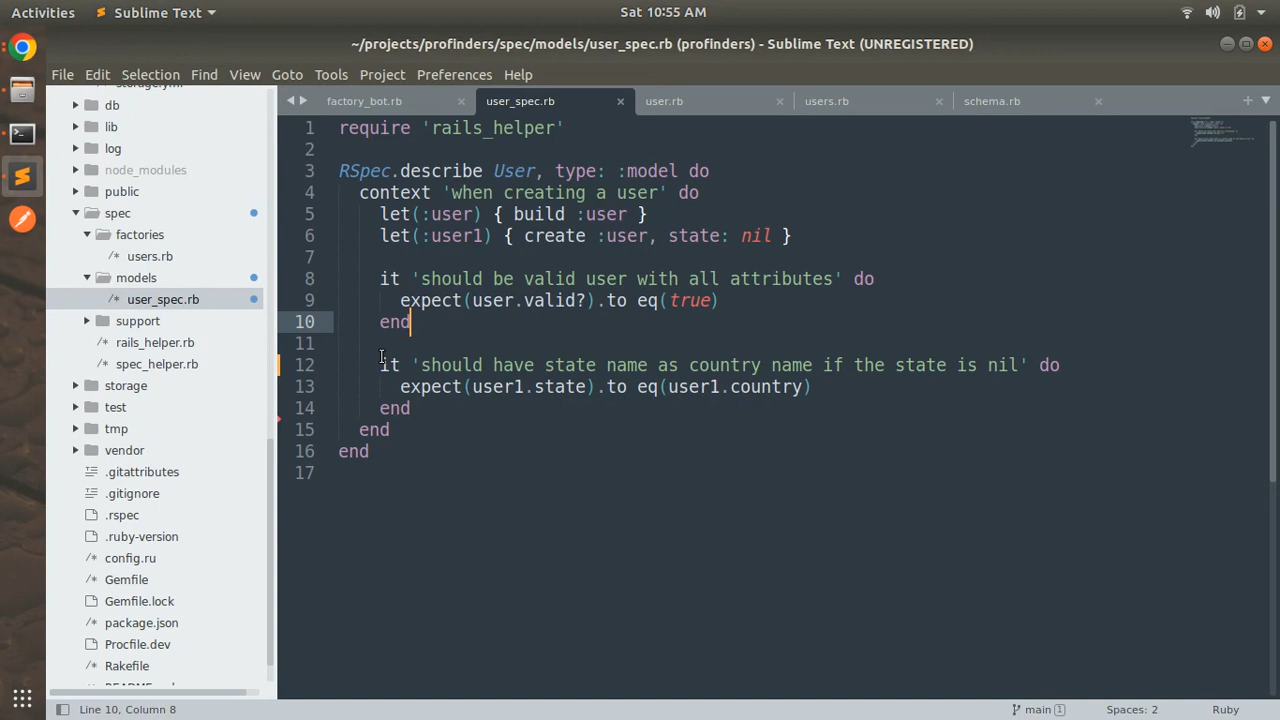 Activities
Sublime Text
Sat 10:55 AM
~/projects/profinders/spec/models/user_spec.rb (profinders) - Sublime Text (UNREGISTERED)
File Edit Selection Find View Goto Tools Project Preferences Help
factory_bot.rb
user_spec.rb
user.rb
users.rb
schema.rb
db
lib
log
node_modules
public
spec
factories
users.rb
models
user_spec.rb
support
rails_helper.rb
spec_helper.rb
storage
test
tmp
vendor
.gitattributes
.gitignore
.rspec
.ruby-version
config.ru
Gemfile
Gemfile.lock
package.json
Procfile.dev
Rakefile
1 require 'rails_helper'
2
3 RSpec.describe User, type: :model do
4 context 'when creating a user' do
5 let(:user) { build :user }
6 let(:user1) { create :user, state: nil }
7
8 it 'should be valid user with all attributes' do
9 expect(user.valid?).to eq(true)
10 end
11
12 it 'should have state name as country name if the state is nil' do
13 expect(user1.state).to eq(user1.country)
14 end
15 end
16 end
17
Line 10, Column 8
main 1
Spaces: 2
Ruby